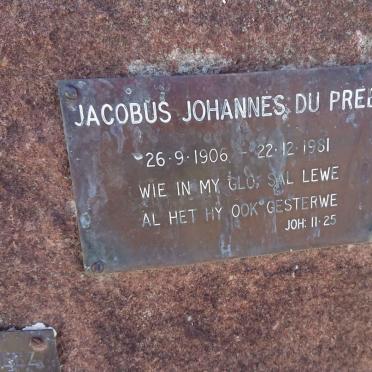 JACOBUS JOHANNES DU PREE
26·9·1906 - 22·12·1981
WIE IN MY GLO, SAL LEWE
AL HET HY OOK GESTERWE
JOH: 11·25